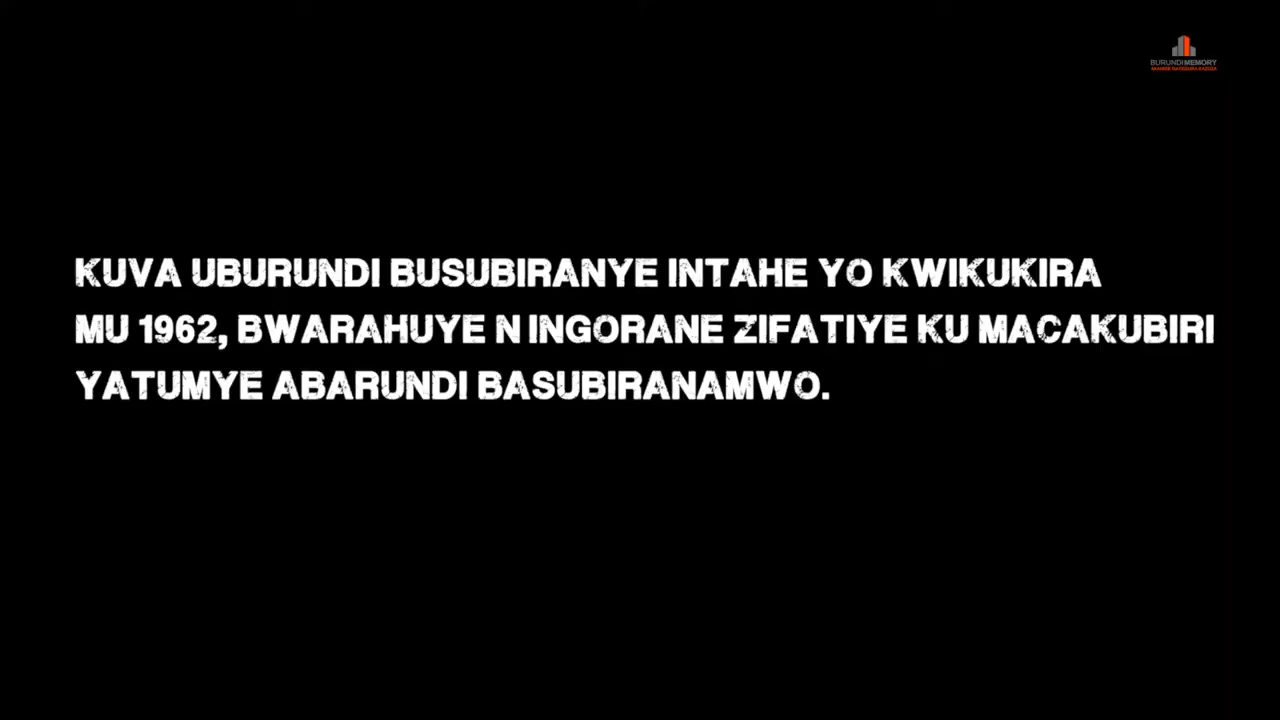 BURUNDI MEMORY
KUVA UBURUNDI BUSUBIRANYE INTAHE YO KWIKUKIRA
MU 1962, BWARAHUYE N INGORANE ZIFATIYE KU MACAKUBIRI
YATUMYE ABARUNDI BASUBIRANAMWO.